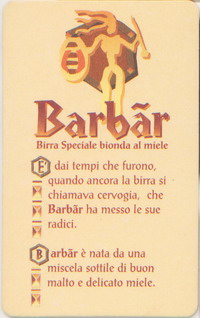 Barbãr
Birra Speciale bionda al miele
E' dai tempi che furono,
quando ancora la birra si
chiamava cervogia, che
Barbãr ha messo le sue
radici.
Barbãr è nata da una
miscela sottile di buon
malto e delicato miele.